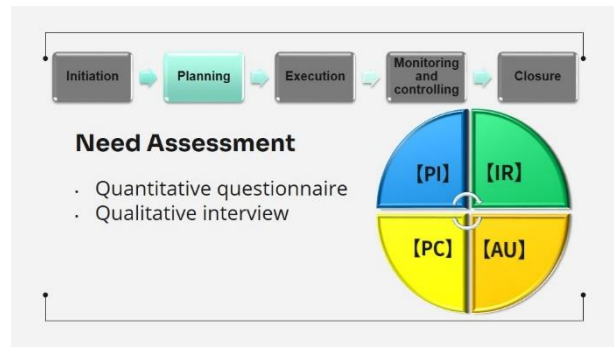 Initiation
Planning
Execution
Monitoring
and
controlling
Closure
Need Assessment
· Quantitative questionnaire
· Qualitative interview
【PI】
【IR】
【PC】
【AU】